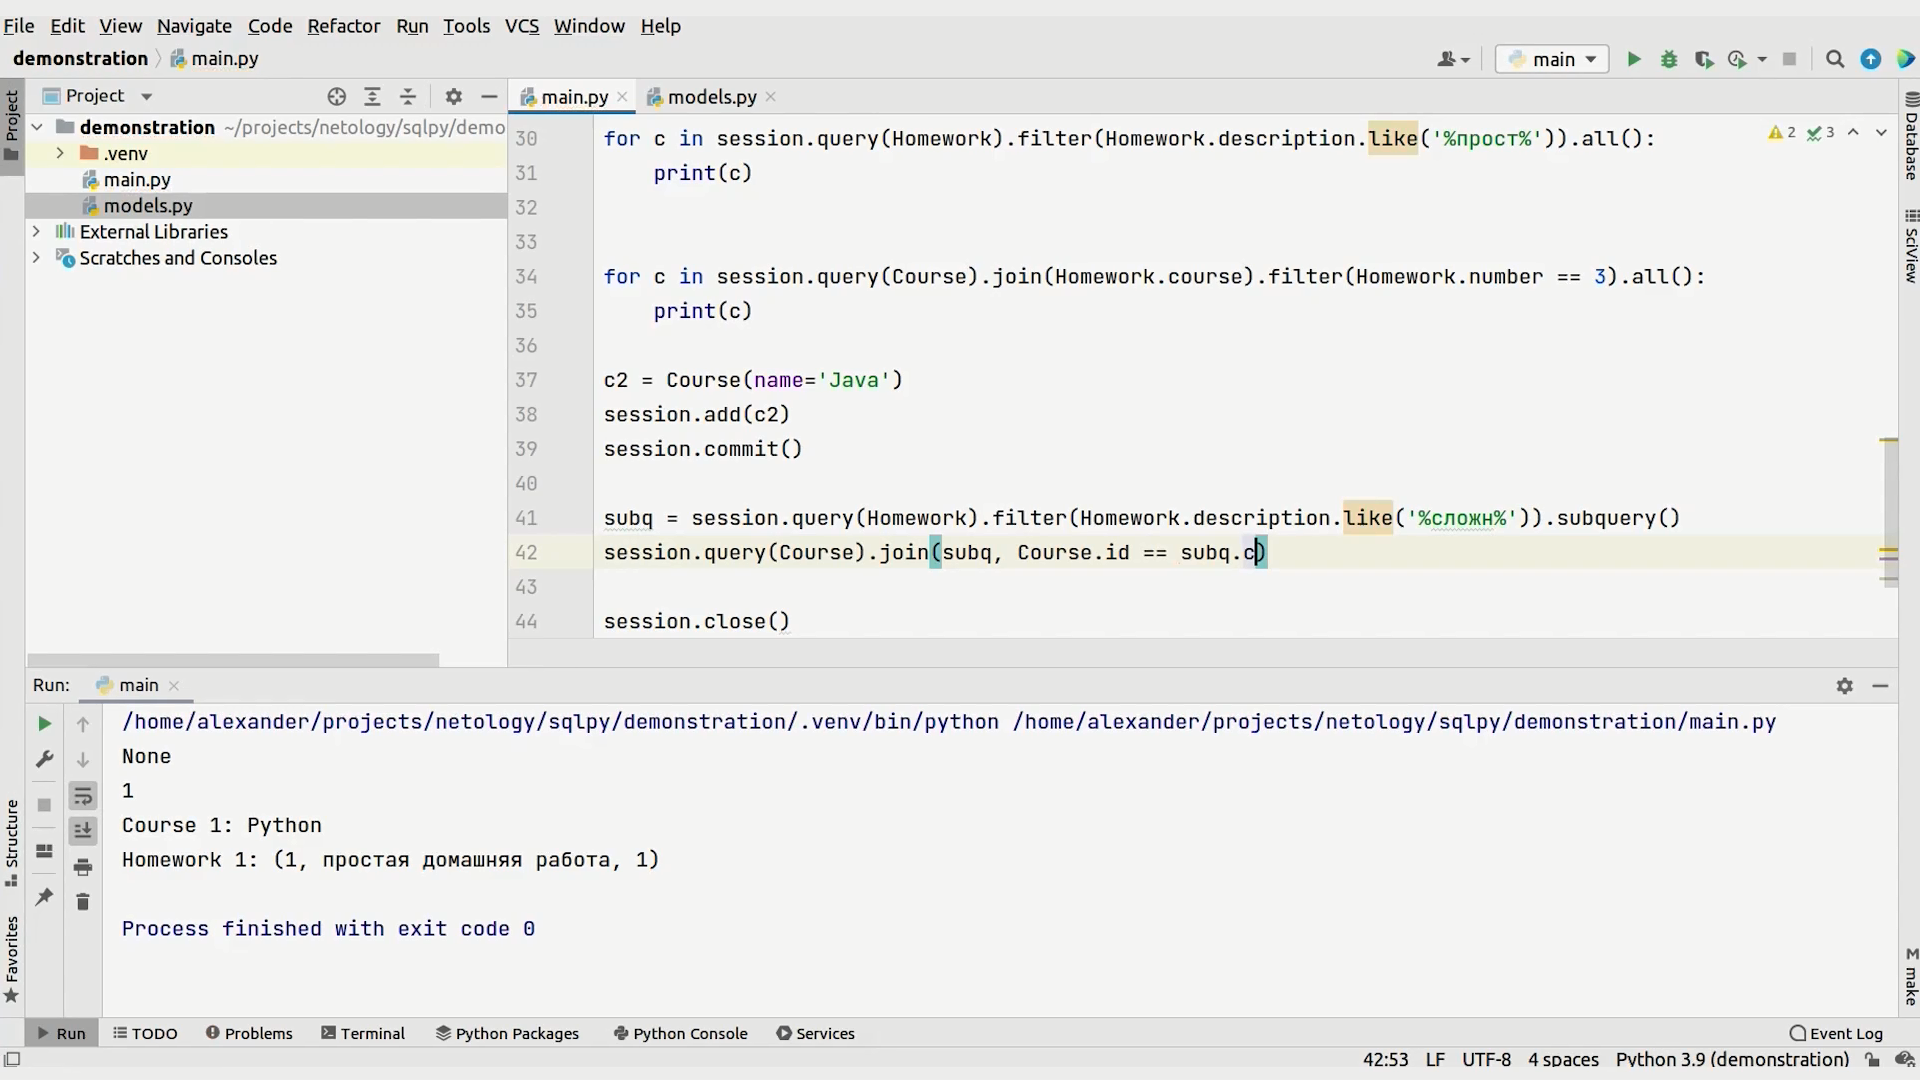 File Edit View Navigate Code Refactor Run Tools VCS Window Help
demonstration main.py
main
Project
main.py
models.py
demonstration ~/projects/netology/sqlpy/demo
.venv
main.py
models.py
External Libraries
Scratches and Consoles
30 for c in session.query(Homework).filter(Homework.description.like('%прост%')).all():
2 3
31 print(c)
32
33
34 for c in session.query(Course).join(Homework.course).filter(Homework.number == 3).all():
35 print(c)
36
37 c2 = Course(name='Java')
38 session.add(c2)
39 session.commit()
40
41 subq = session.query(Homework).filter(Homework.description.like('%сложн%')).subquery()
42 session.query(Course).join(subq, Course.id == subq.c)
43
44 session.close()
Project
Structure
Favorites
Database
SciView
make
Run: main
/home/alexander/projects/netology/sqlpy/demonstration/.venv/bin/python /home/alexander/projects/netology/sqlpy/demonstration/main.py
None
1
Course 1: Python
Homework 1: (1, простая домашняя работа, 1)
Process finished with exit code 0
Run TODO Problems Terminal Python Packages Python Console Services Event Log
42:53 LF UTF-8 4 spaces Python 3.9 (demonstration)